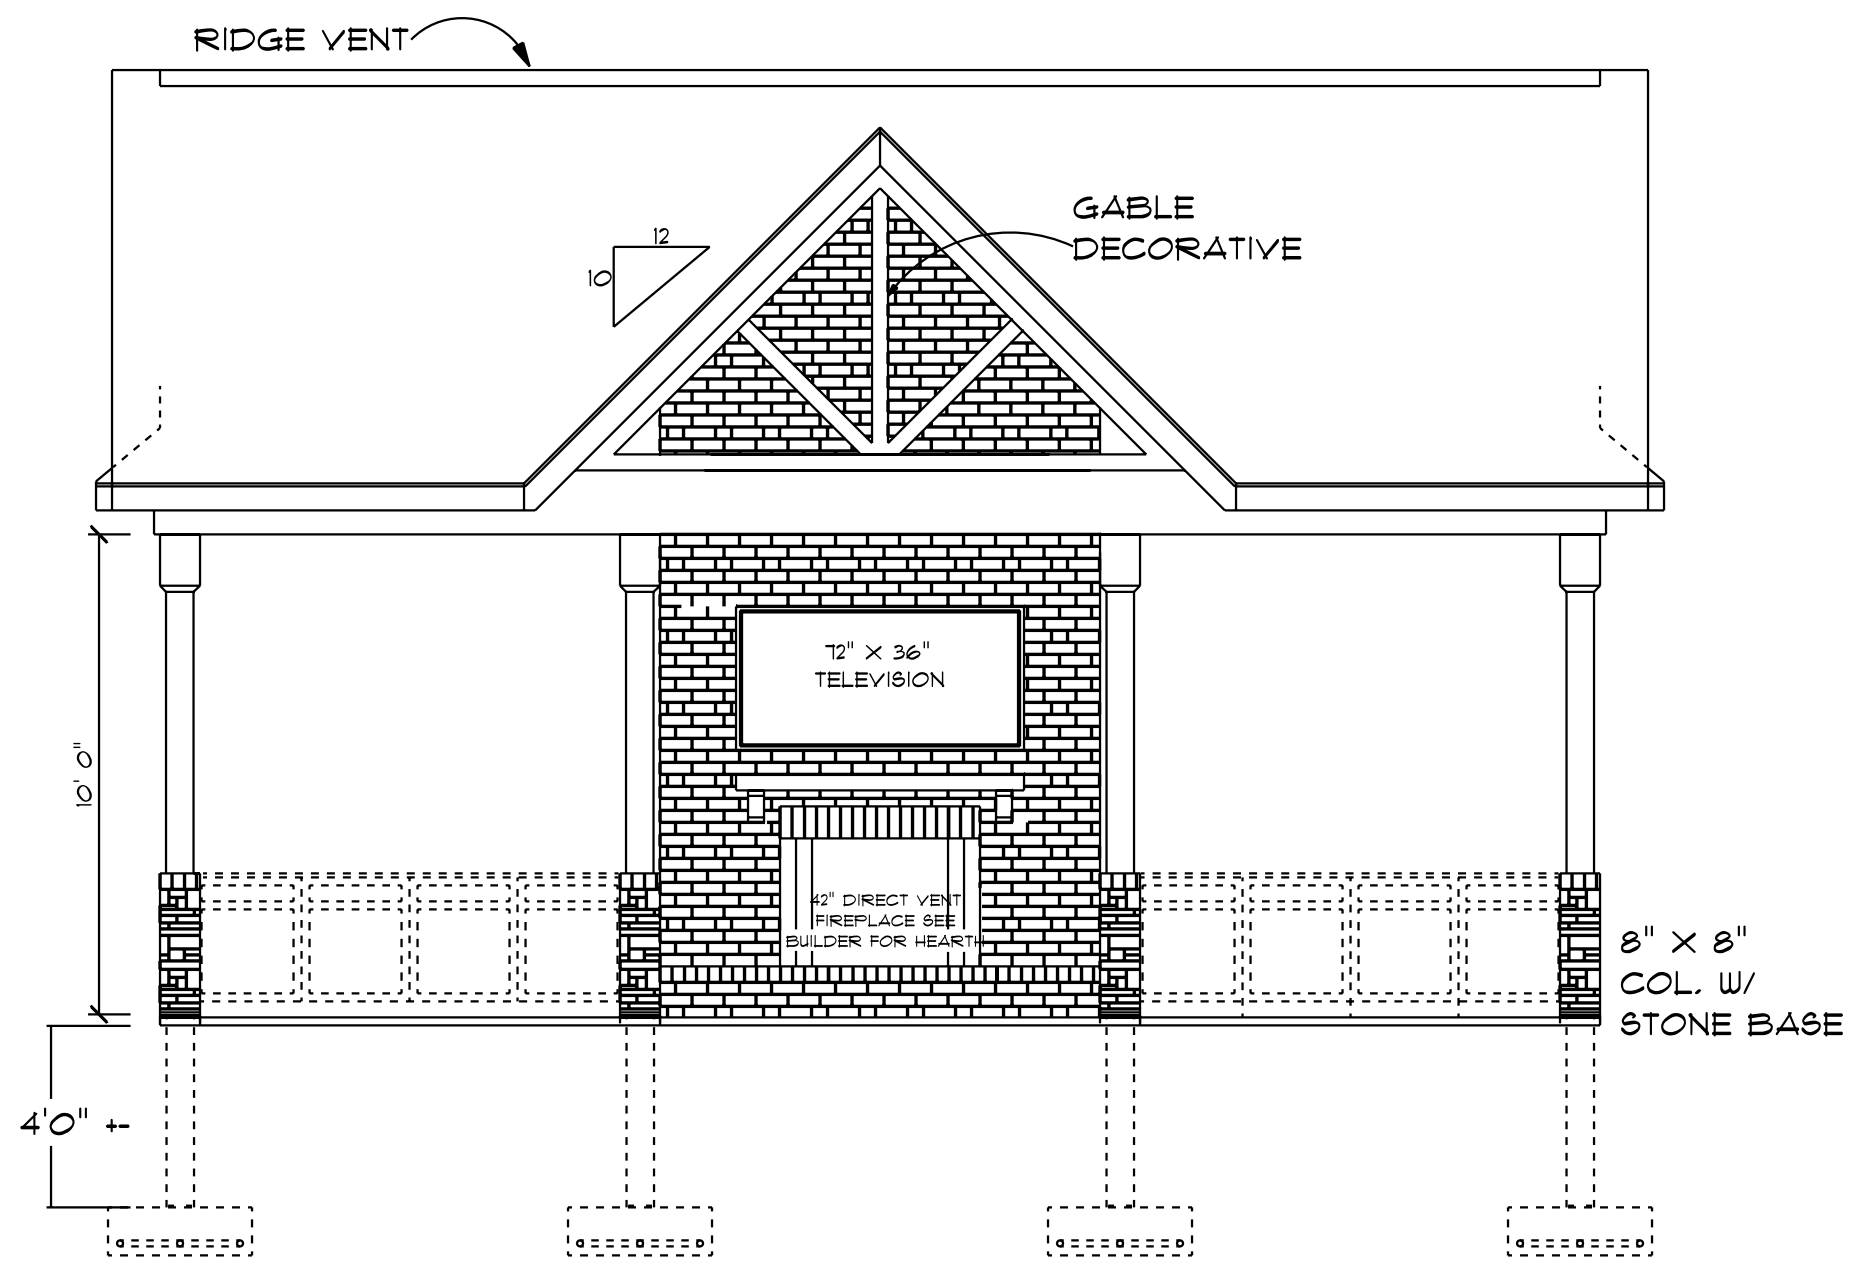 RIDGE VENT
GABLE
DECORATIVE
12
10
72" X 36"
TELEVISION
10' 0"
42" DIRECT VENT
FIREPLACE SEE
BUILDER FOR HEARTH
8" X 8"
COL. W/
STONE BASE
4'0" +-